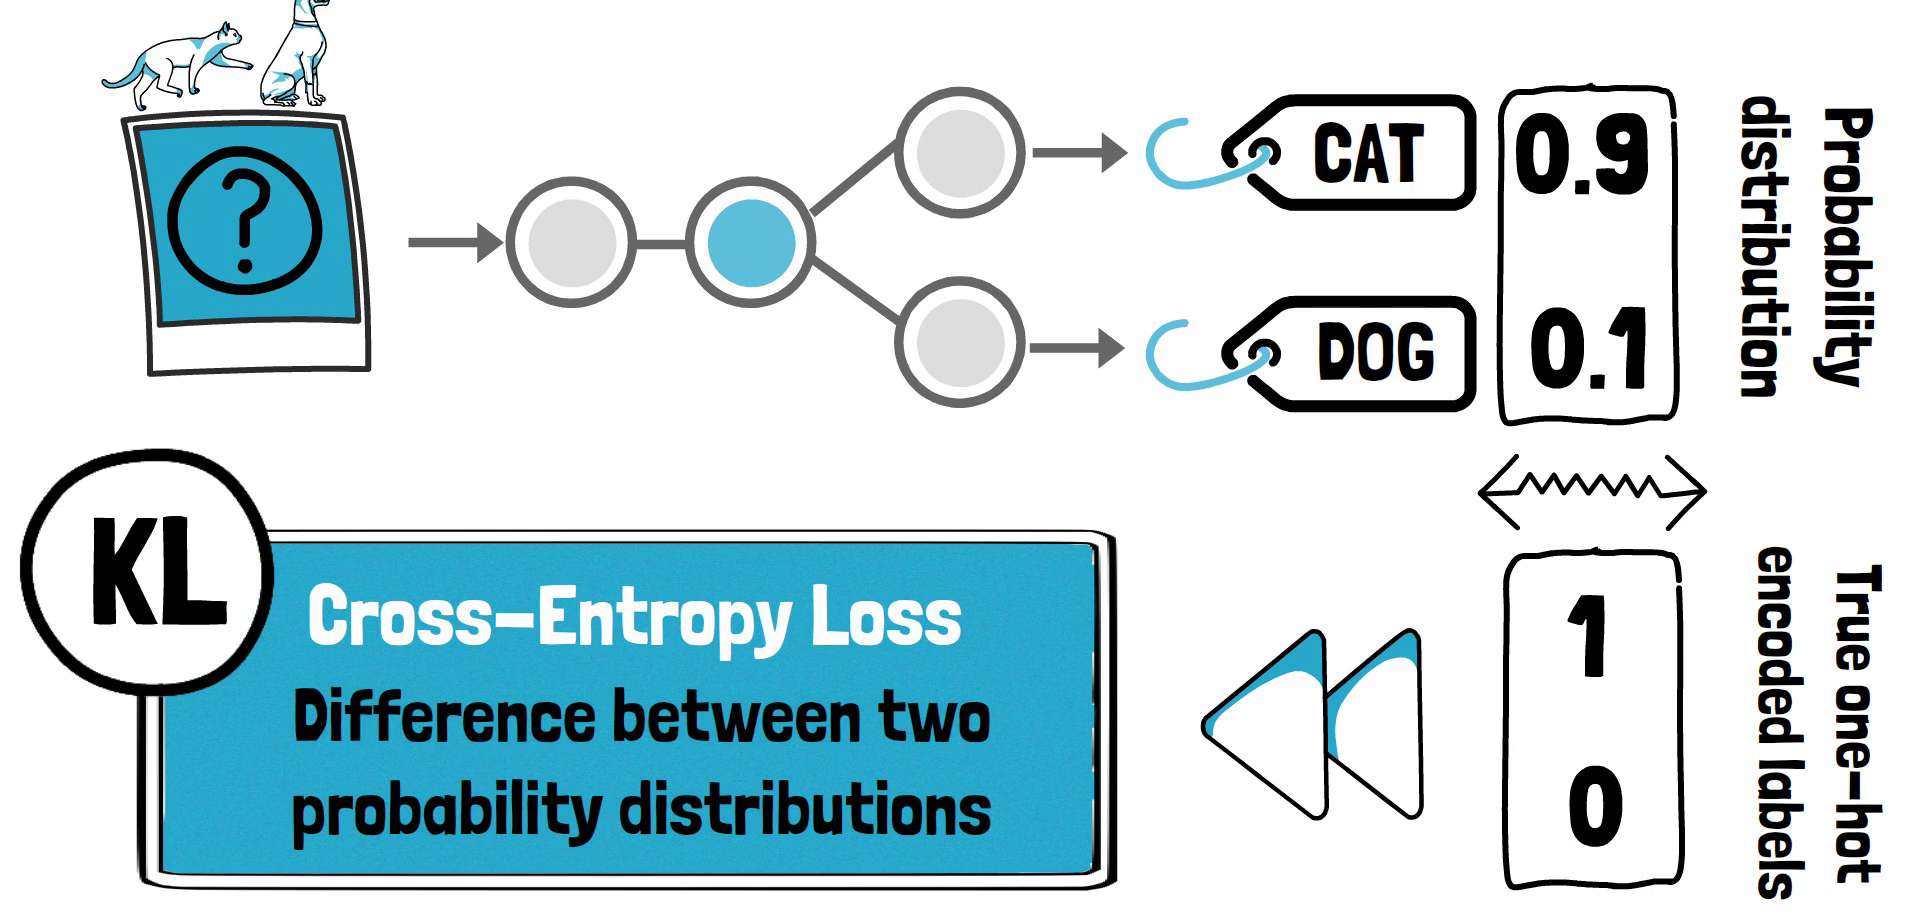 ?
CAT
0.9
DOG
0.1
Probability
distribution
KL
Cross-Entropy Loss
Difference between two
probability distributions
1
0
True one-hot
encoded labels